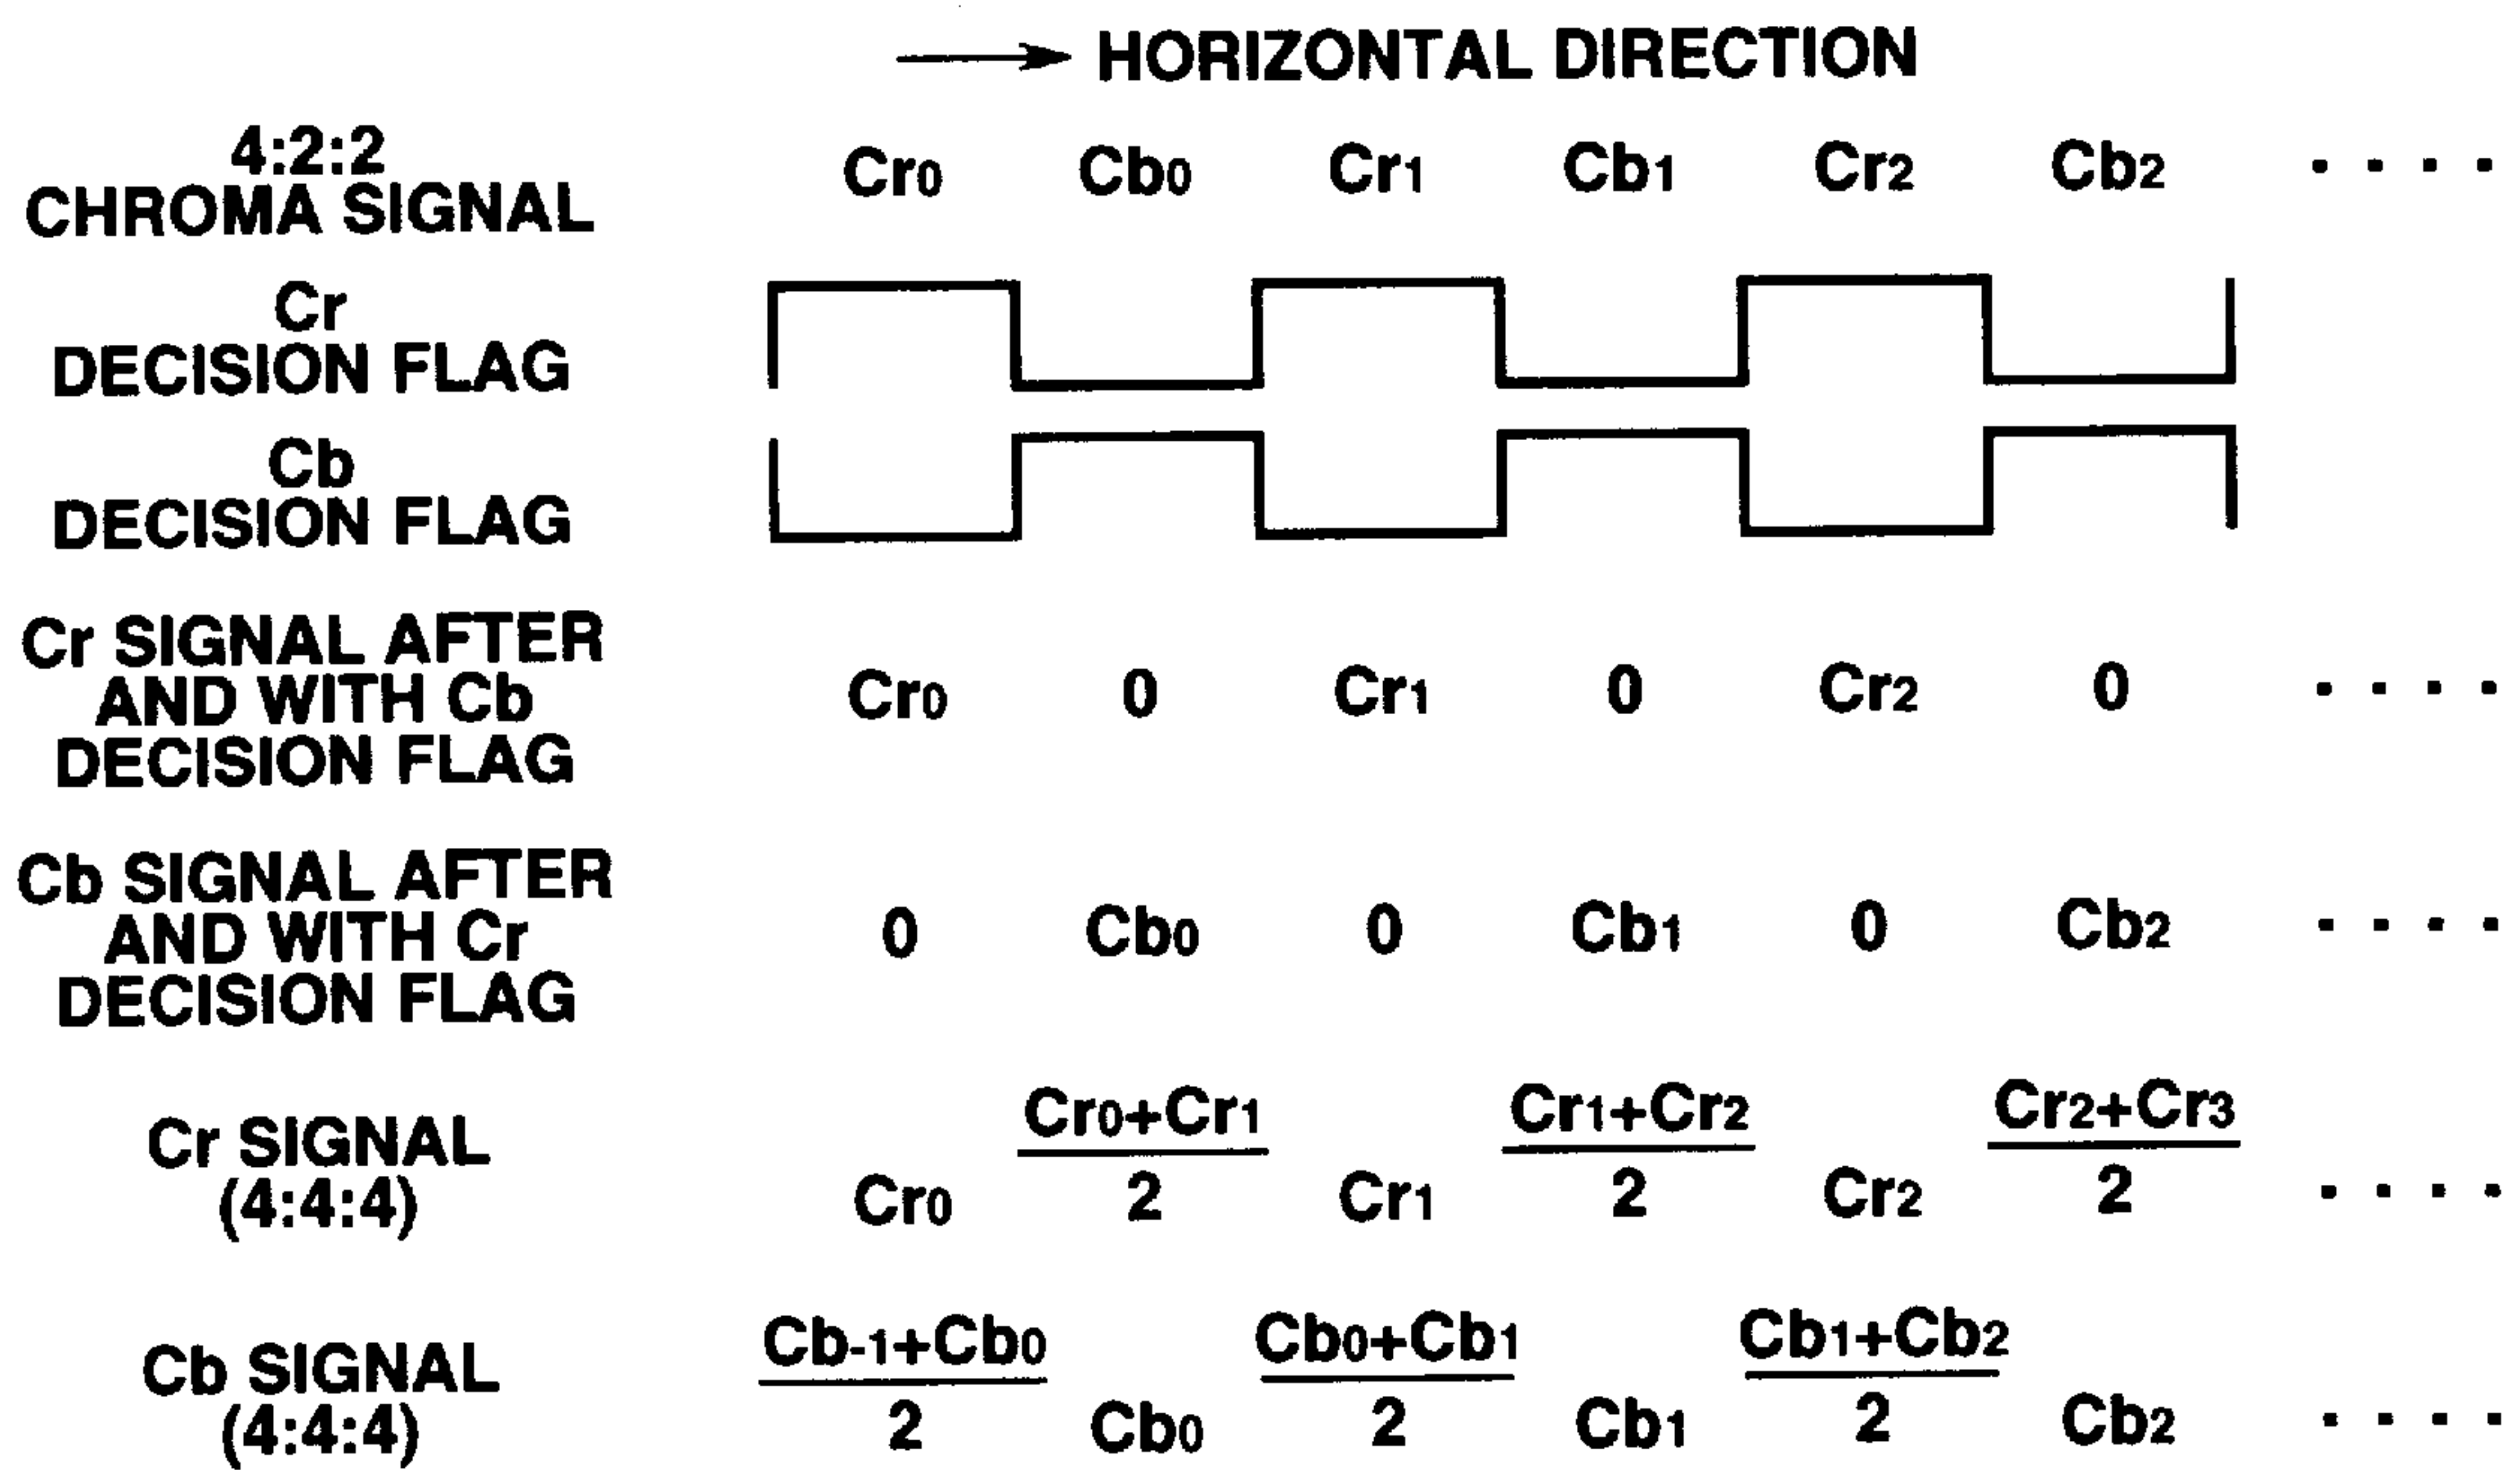 HORIZONTAL DIRECTION
4:2:2
CHROMA SIGNAL
Cr0 Cb0 Cr1 Cb1 Cr2 Cb2 ....
Cr
DECISION FLAG
Cb
DECISION FLAG
Cr SIGNAL AFTER
AND WITH Cb
DECISION FLAG
Cr0 0 Cr1 0 Cr2 0 ....
Cb SIGNAL AFTER
AND WITH Cr
DECISION FLAG
0 Cb0 0 Cb1 0 Cb2 ....
Cr SIGNAL
(4:4:4)
Cr0+Cr1 Cr1+Cr2 Cr2+Cr3
Cr0 2 Cr1 2 Cr2 2 ....
Cb SIGNAL
(4:4:4)
Cb-1+Cb0 Cb0+Cb1 Cb1+Cb2
2 Cb0 2 Cb1 2 Cb2 ....